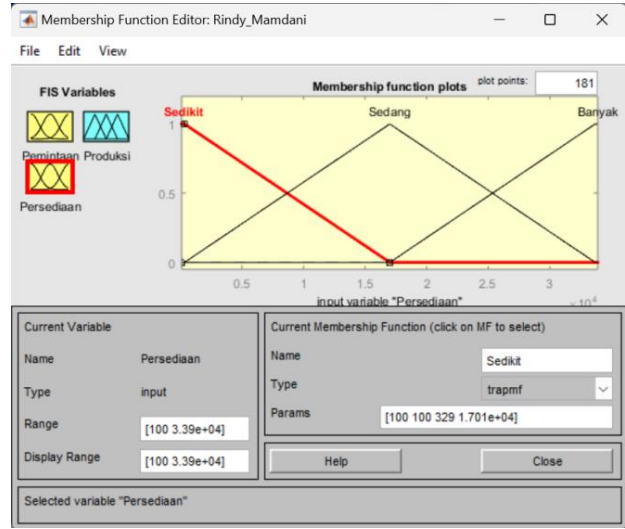 Membership Function Editor: Rindy_Mamdani
File Edit View
FIS Variables
Pemintaan Produksi
Persediaan
Membership function plots
plot points: 181
Sedikit Sedang Banyak
1
0.5
0
0.5 1 1.5 2 2.5 3
input variable "Persediaan"
×10⁴
Current Variable
Name Persediaan
Type input
Range [100 3.39e+04]
Display Range [100 3.39e+04]
Current Membership Function (click on MF to select)
Name Sedikit
Type trapmf
Params [100 100 329 1.701e+04]
Help Close
Selected variable "Persediaan"